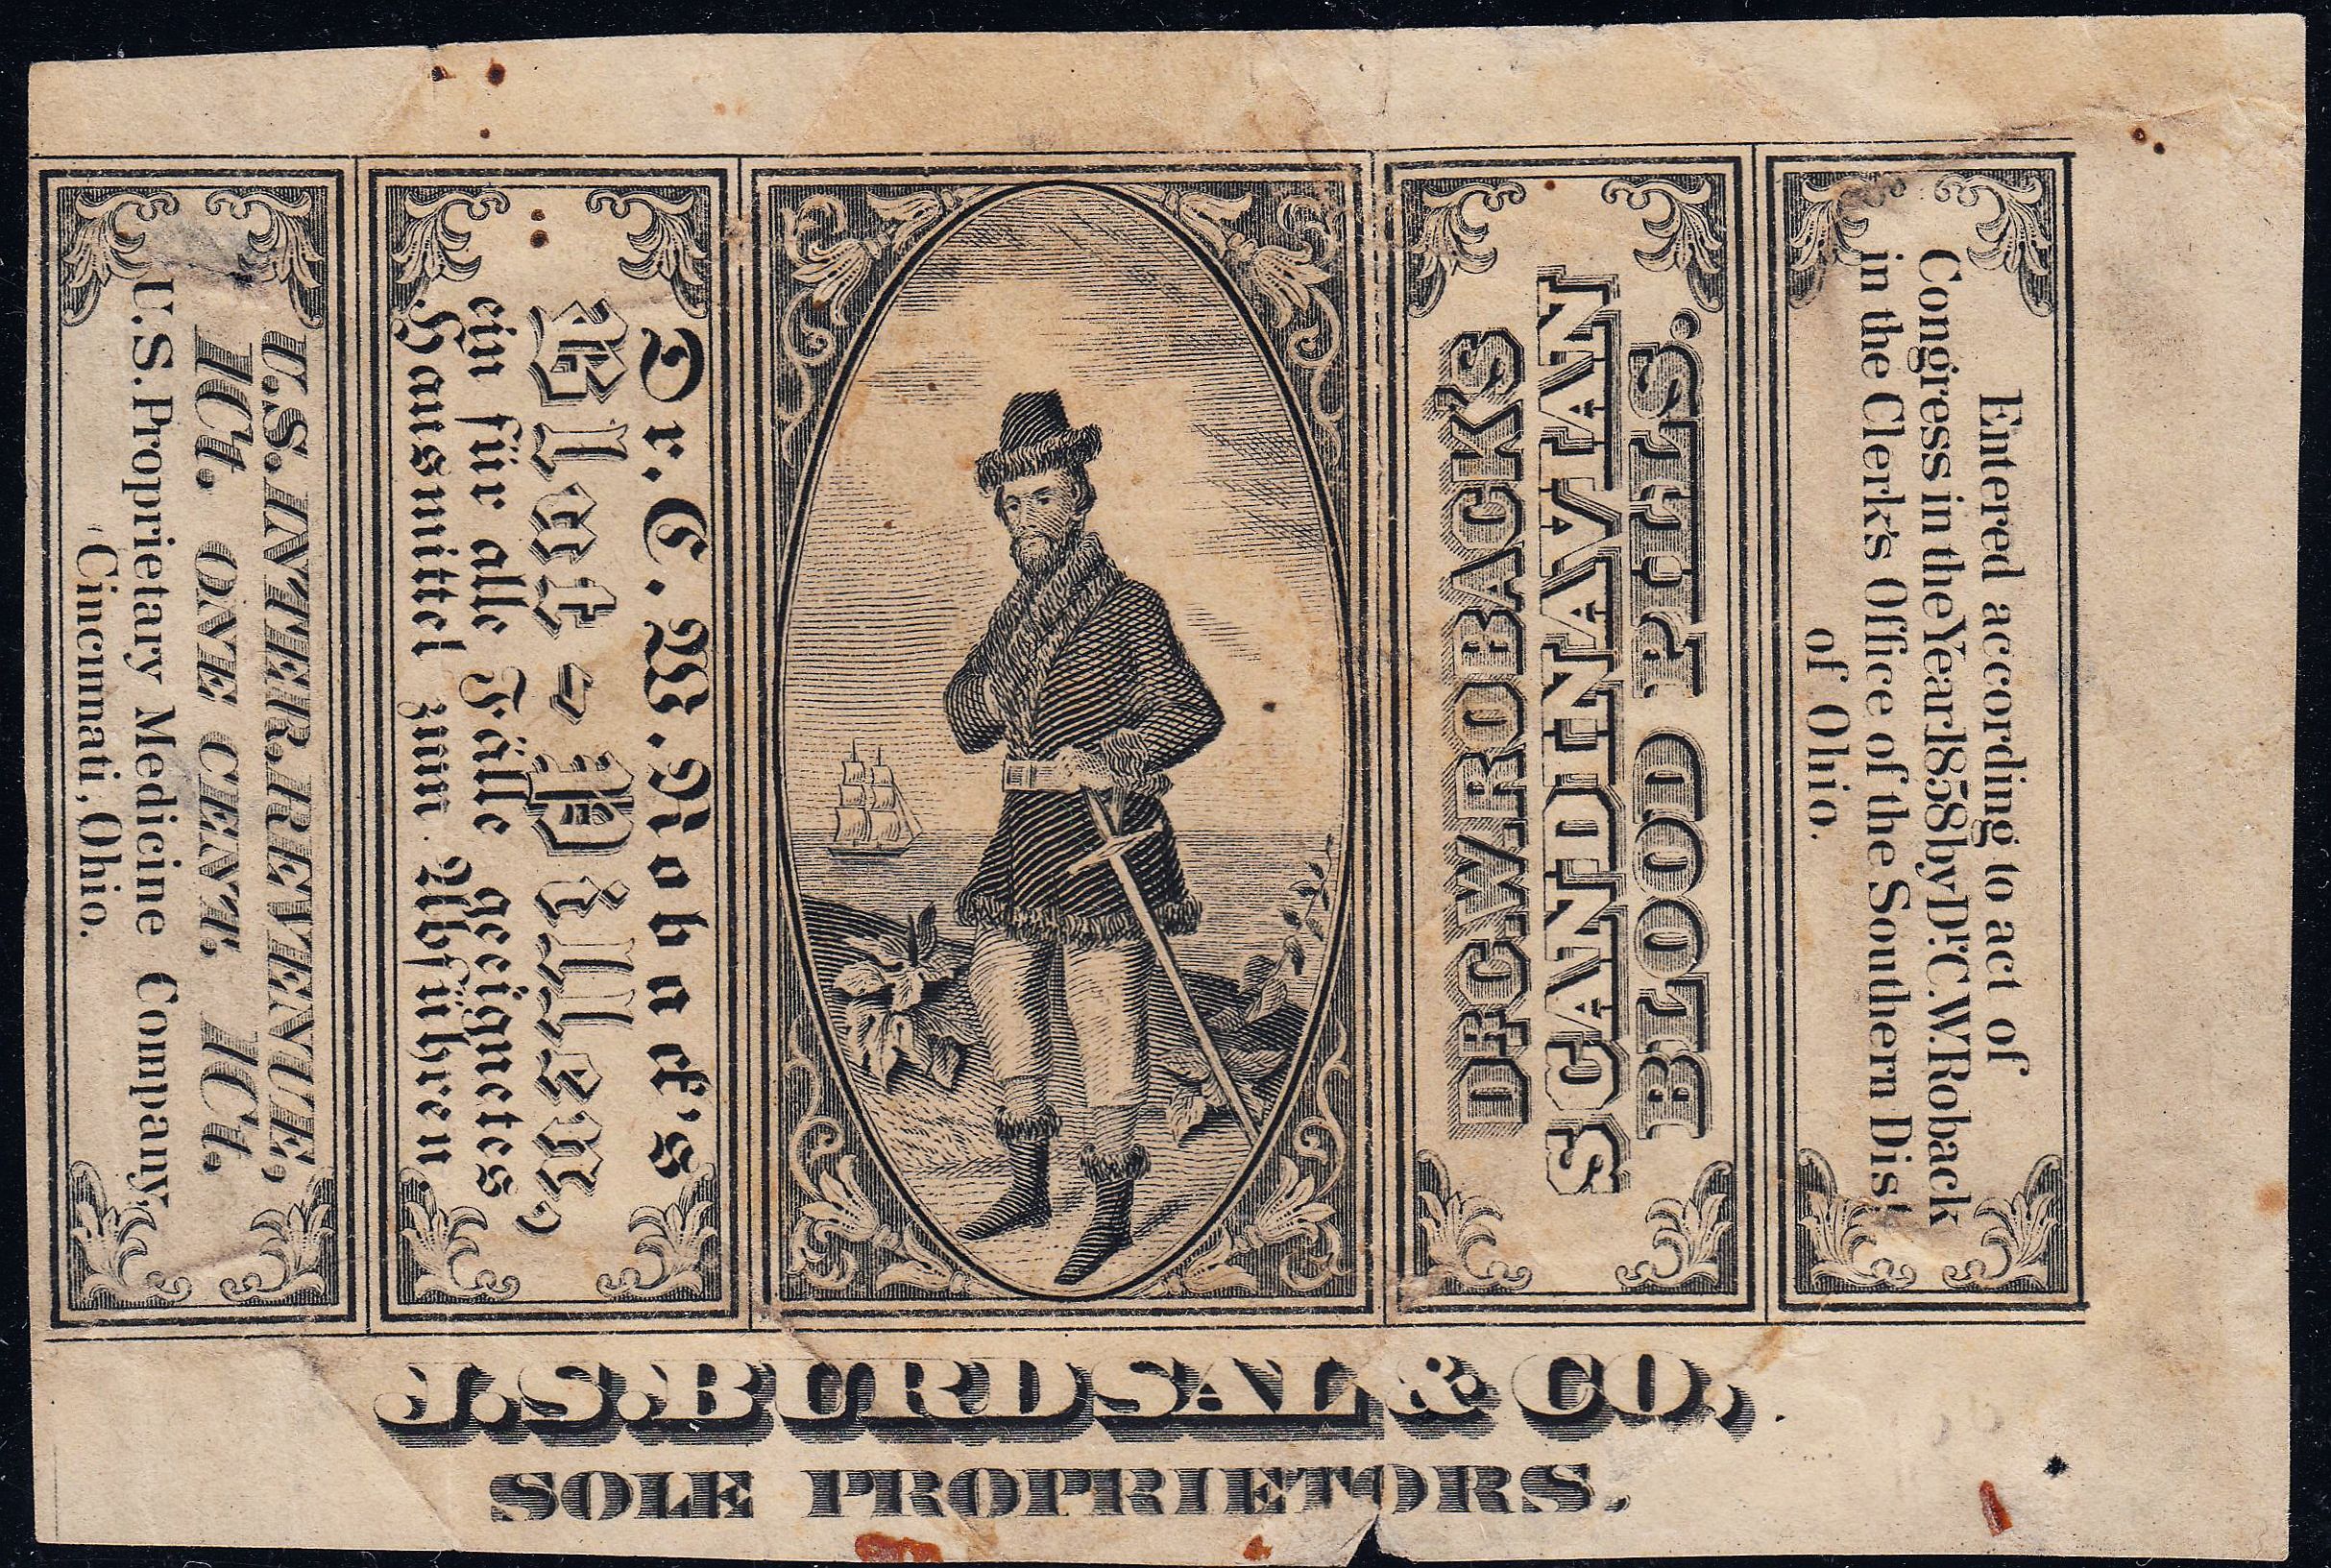 U.S. INTER. REVENUE.
1Ct. ONE CENT. 1Ct.
U.S. Proprietary Medicine Company,
Cincinnati, Ohio.
Dr. C. W. Roback's
Blut-Pillen,
ein für alle Fälle geeignetes
Hausmittel zum Abführen
DR. C.W. ROBACK'S
SCANDINAVIAN
BLOOD PILLS.
Entered according to act of
Congress in the Year 1858 by Dr. C.W. Roback
in the Clerk's Office of the Southern Dist
of Ohio.
J.S. BURDSAL & CO,
SOLE PROPRIETORS.